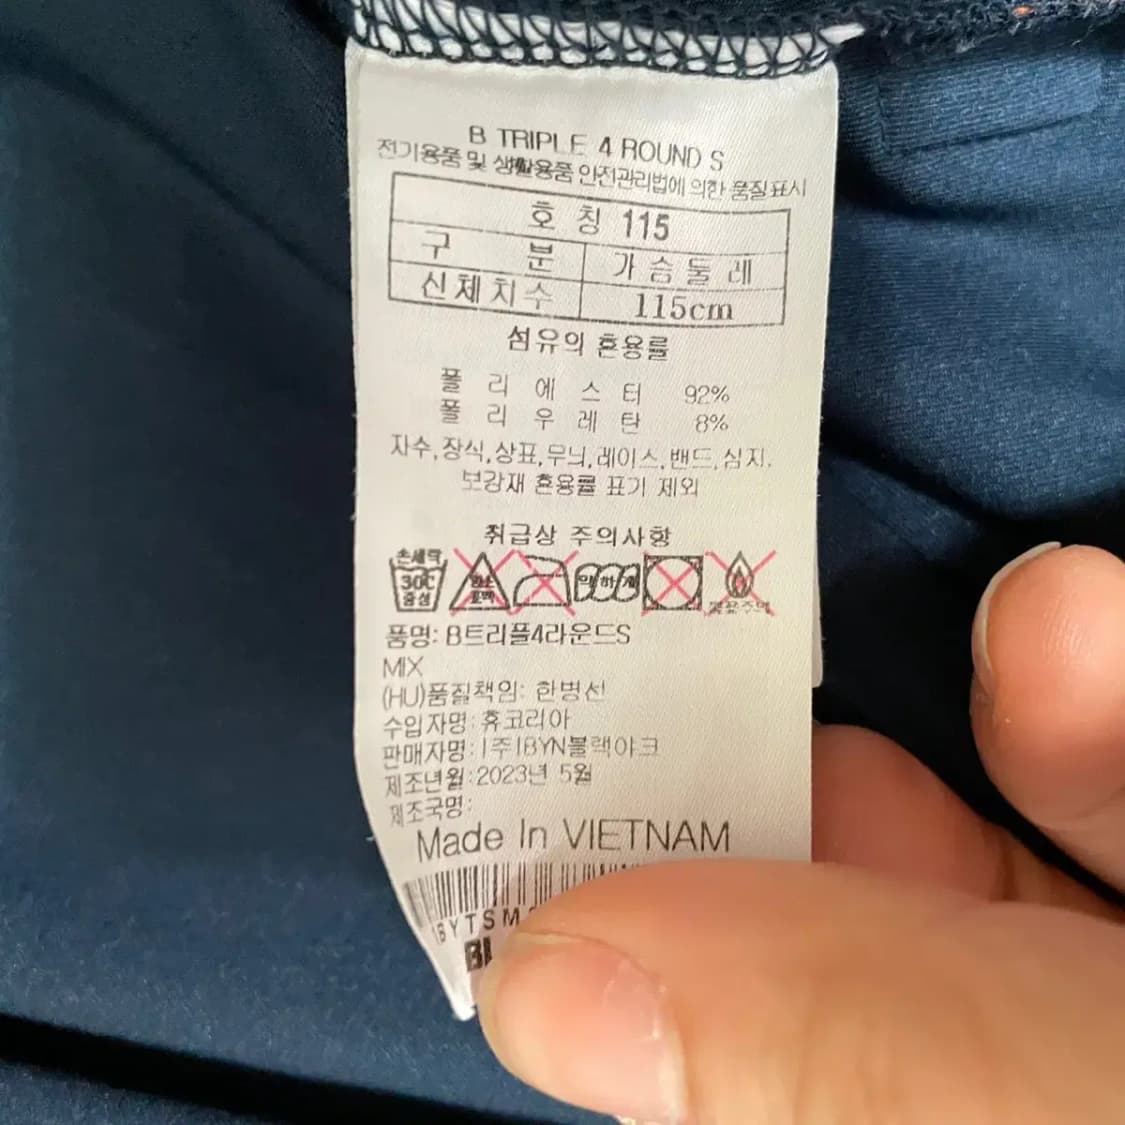 B TRIPLE 4 ROUND S
전기용품 및 생활용품 안전관리법에 의한 품질표시
호 칭 115
구 분 가 슴 둘 레
신체치수 115cm
섬유의 혼용률
폴 리 에 스 터 92%
폴 리 우 레 탄 8%
자수,장식,상표,무늬,레이스,밴드,심지,
보강재 혼용률 표기 제외
취급상 주의사항
손세탁 30C 중성 염소 표백 약하게
품명: B트리플4라운드S
MIX
(HU)품질책임: 한병선
수입자명: 휴코리아
판매자명:(주)BYN블랙야크
제조년월:2023년 5월
제조국명:
Made In VIETNAM
BYTSM
BL